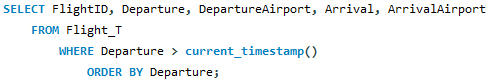 SELECT FlightID, Departure, DepartureAirport, Arrival, ArrivalAirport
FROM Flight_T
WHERE Departure > current_timestamp()
ORDER BY Departure;